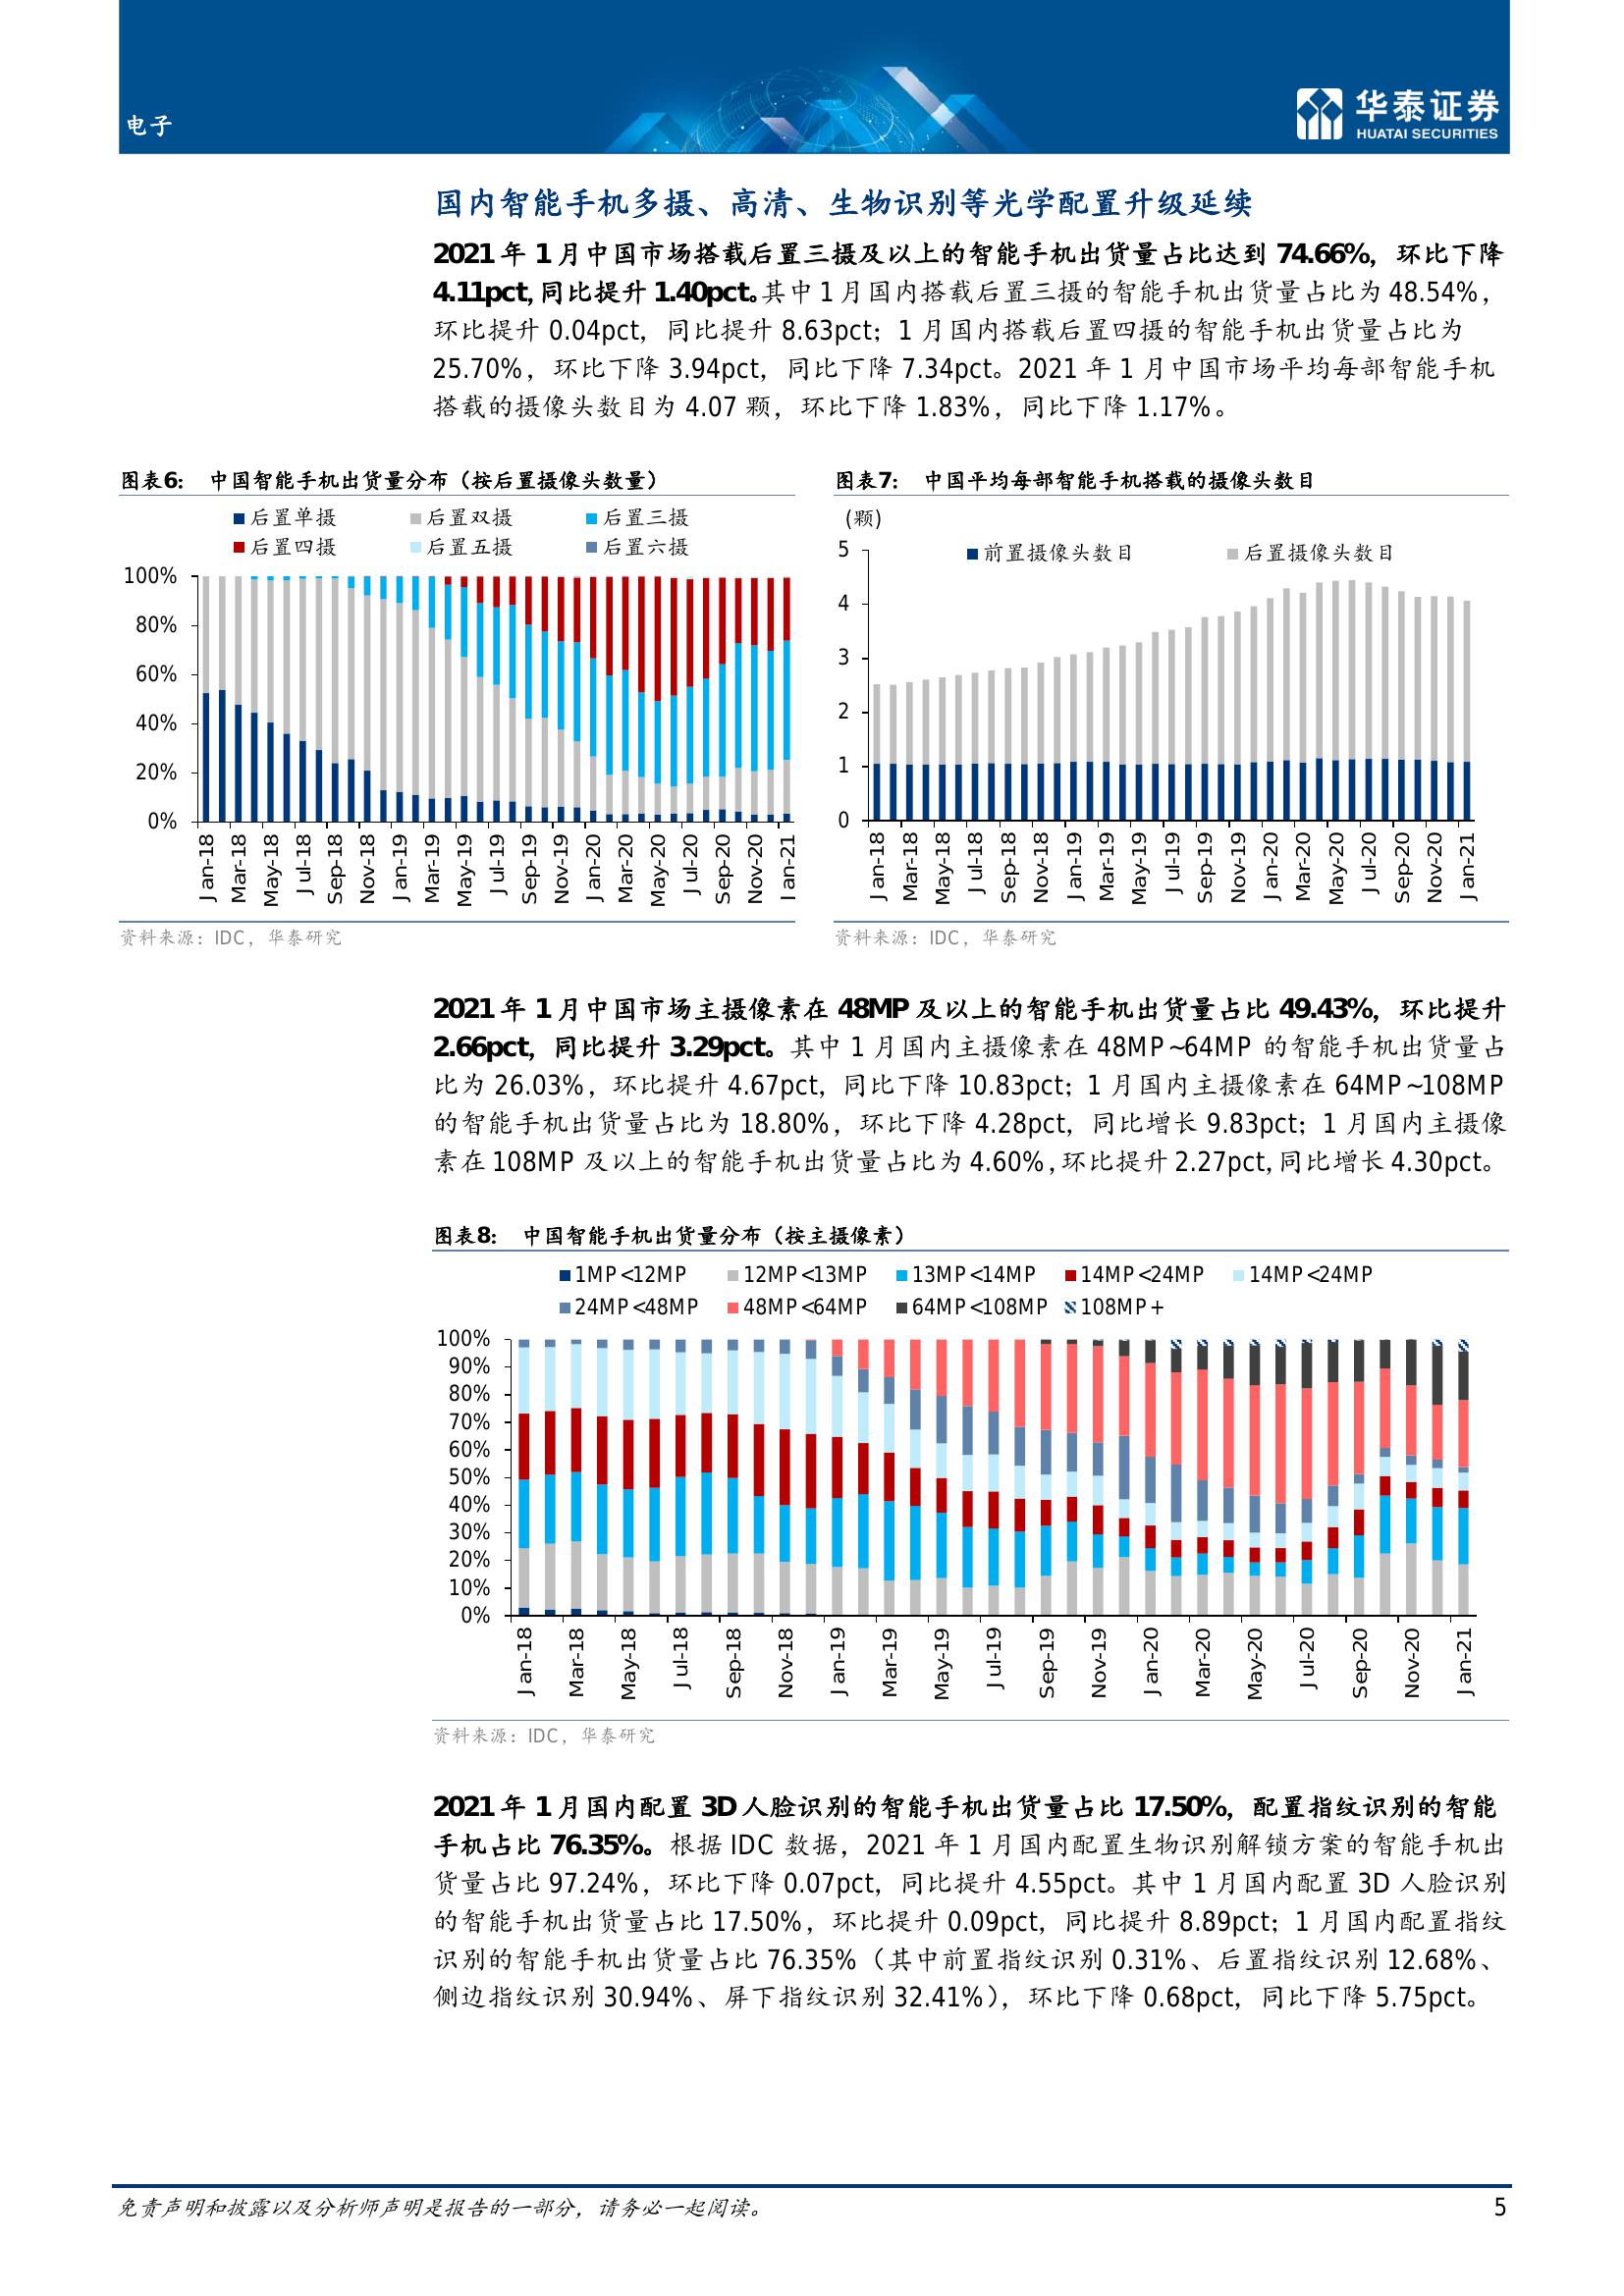 电子
华泰证券
HUATAI SECURITIES
国内智能手机多摄、高清、生物识别等光学配置升级延续
2021 年 1 月中国市场搭载后置三摄及以上的智能手机出货量占比达到 74.66%，环比下降
4.11pct,同比提升 1.40pct。其中 1 月国内搭载后置三摄的智能手机出货量占比为 48.54%，
环比提升 0.04pct，同比提升 8.63pct；1 月国内搭载后置四摄的智能手机出货量占比为
25.70%，环比下降 3.94pct，同比下降 7.34pct。2021 年 1 月中国市场平均每部智能手机
搭载的摄像头数目为 4.07 颗，环比下降 1.83%，同比下降 1.17%。
图表6： 中国智能手机出货量分布（按后置摄像头数量）
后置单摄 后置双摄 后置三摄
后置四摄 后置五摄 后置六摄
100%
80%
60%
40%
20%
0%
Jan-18 Mar-18 May-18 Jul-18 Sep-18 Nov-18 Jan-19 Mar-19 May-19 Jul-19 Sep-19 Nov-19 Jan-20 Mar-20 May-20 Jul-20 Sep-20 Nov-20 Jan-21
资料来源：IDC，华泰研究
图表7： 中国平均每部智能手机搭载的摄像头数目
(颗)
前置摄像头数目 后置摄像头数目
5
4
3
2
1
0
Jan-18 Mar-18 May-18 Jul-18 Sep-18 Nov-18 Jan-19 Mar-19 May-19 Jul-19 Sep-19 Nov-19 Jan-20 Mar-20 May-20 Jul-20 Sep-20 Nov-20 Jan-21
资料来源：IDC，华泰研究
2021 年 1 月中国市场主摄像素在 48MP 及以上的智能手机出货量占比 49.43%，环比提升
2.66pct，同比提升 3.29pct。其中 1 月国内主摄像素在 48MP~64MP 的智能手机出货量占
比为 26.03%，环比提升 4.67pct，同比下降 10.83pct；1 月国内主摄像素在 64MP~108MP
的智能手机出货量占比为 18.80%，环比下降 4.28pct，同比增长 9.83pct；1 月国内主摄像
素在 108MP 及以上的智能手机出货量占比为 4.60%,环比提升 2.27pct,同比增长 4.30pct。
图表8： 中国智能手机出货量分布（按主摄像素）
1MP<12MP 12MP<13MP 13MP<14MP 14MP<24MP 14MP<24MP
24MP<48MP 48MP<64MP 64MP<108MP 108MP+
100%
90%
80%
70%
60%
50%
40%
30%
20%
10%
0%
Jan-18 Mar-18 May-18 Jul-18 Sep-18 Nov-18 Jan-19 Mar-19 May-19 Jul-19 Sep-19 Nov-19 Jan-20 Mar-20 May-20 Jul-20 Sep-20 Nov-20 Jan-21
资料来源：IDC，华泰研究
2021 年 1 月国内配置 3D 人脸识别的智能手机出货量占比 17.50%，配置指纹识别的智能
手机占比 76.35%。根据 IDC 数据，2021 年 1 月国内配置生物识别解锁方案的智能手机出
货量占比 97.24%，环比下降 0.07pct，同比提升 4.55pct。其中 1 月国内配置 3D 人脸识别
的智能手机出货量占比 17.50%，环比提升 0.09pct，同比提升 8.89pct；1 月国内配置指纹
识别的智能手机出货量占比 76.35%（其中前置指纹识别 0.31%、后置指纹识别 12.68%、
侧边指纹识别 30.94%、屏下指纹识别 32.41%），环比下降 0.68pct，同比下降 5.75pct。
免责声明和披露以及分析师声明是报告的一部分，请务必一起阅读。
5